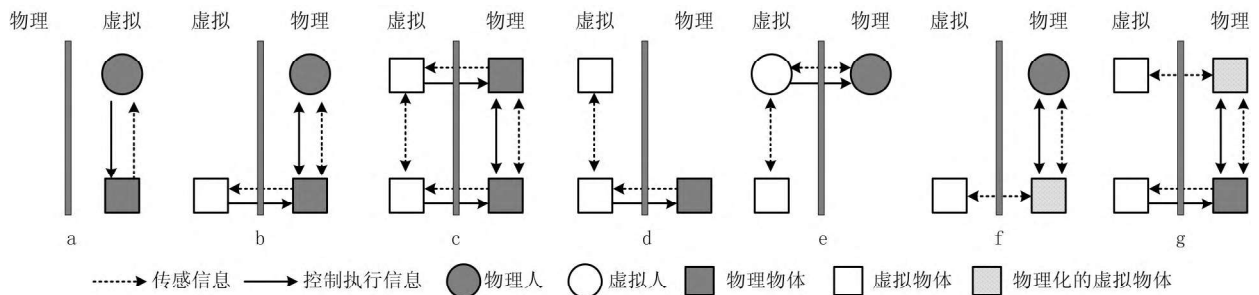 物理 虚拟 虚拟 物理 虚拟 物理 虚拟 物理 虚拟 物理 虚拟 物理 虚拟 物理
a b c d e f g
传感信息 控制执行信息 物理人 虚拟人 物理物体 虚拟物体 物理化的虚拟物体